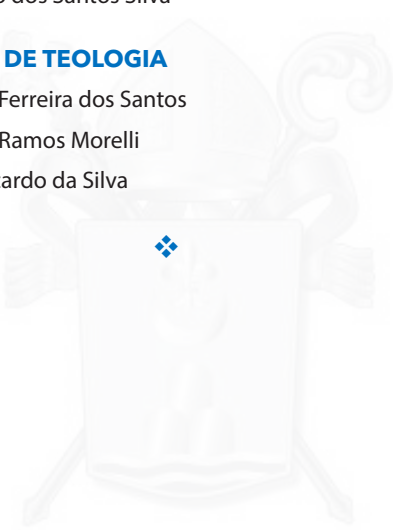 dos Santos Silva
DE TEOLOGIA
Ferreira dos Santos
Ramos Morelli
ardo da Silva